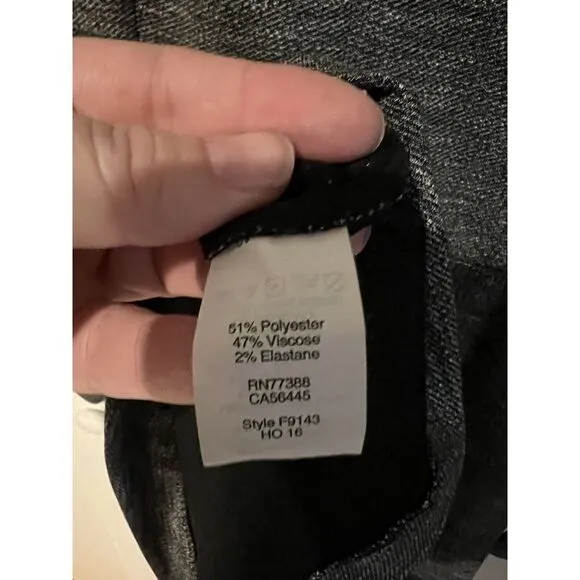 51% Polyester
47% Viscose
2% Elastane
RN77388
CA56445
Style F9143
HO 16